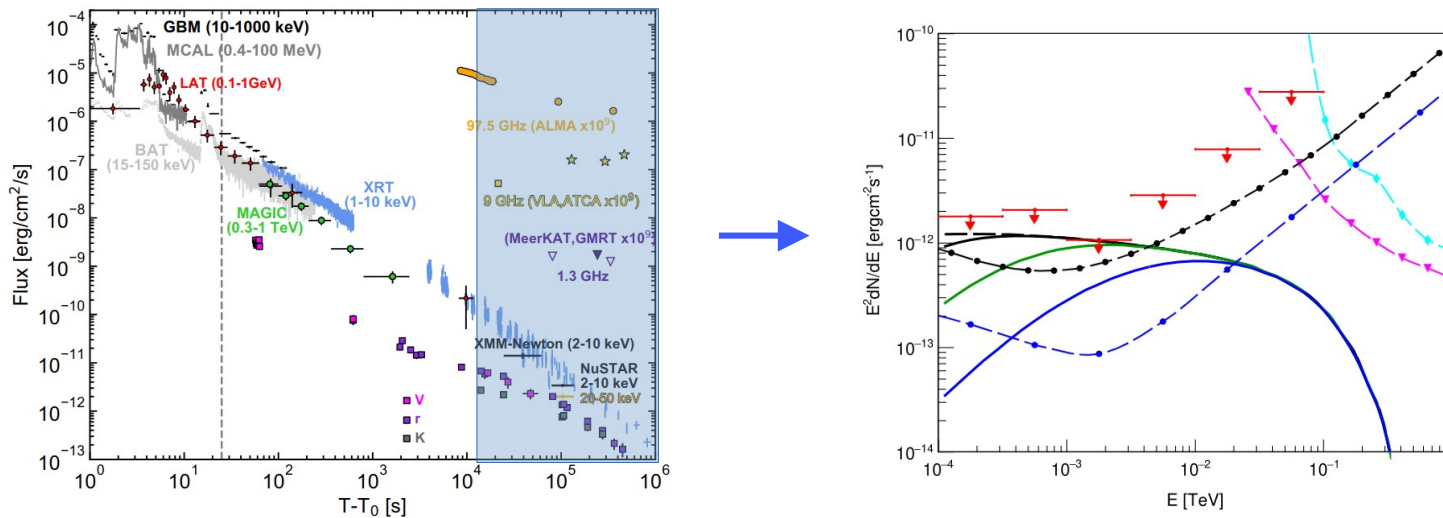 10⁻⁴
10⁻⁵
10⁻⁶
10⁻⁷
10⁻⁸
10⁻⁹
10⁻¹⁰
10⁻¹¹
10⁻¹²
10⁻¹³
Flux [erg/cm²/s]
GBM (10-1000 keV)
MCAL (0.4-100 MeV)
LAT (0.1-1GeV)
BAT
(15-150 keV)
XRT
(1-10 keV)
MAGIC
(0.3-1 TeV)
97.5 GHz (ALMA x10⁹)
9 GHz (VLA,ATCA x10⁹)
(MeerKAT,GMRT x10⁹)
1.3 GHz
XMM-Newton (2-10 keV)
NuSTAR
2-10 keV
20-50 keV
V
r
K
10⁰ 10¹ 10² 10³ 10⁴ 10⁵ 10⁶
T-T₀ [s]
10⁻¹⁰
10⁻¹¹
10⁻¹²
10⁻¹³
10⁻¹⁴
E²dN/dE [ergcm⁻²s⁻¹]
10⁻⁴ 10⁻³ 10⁻² 10⁻¹
E [TeV]